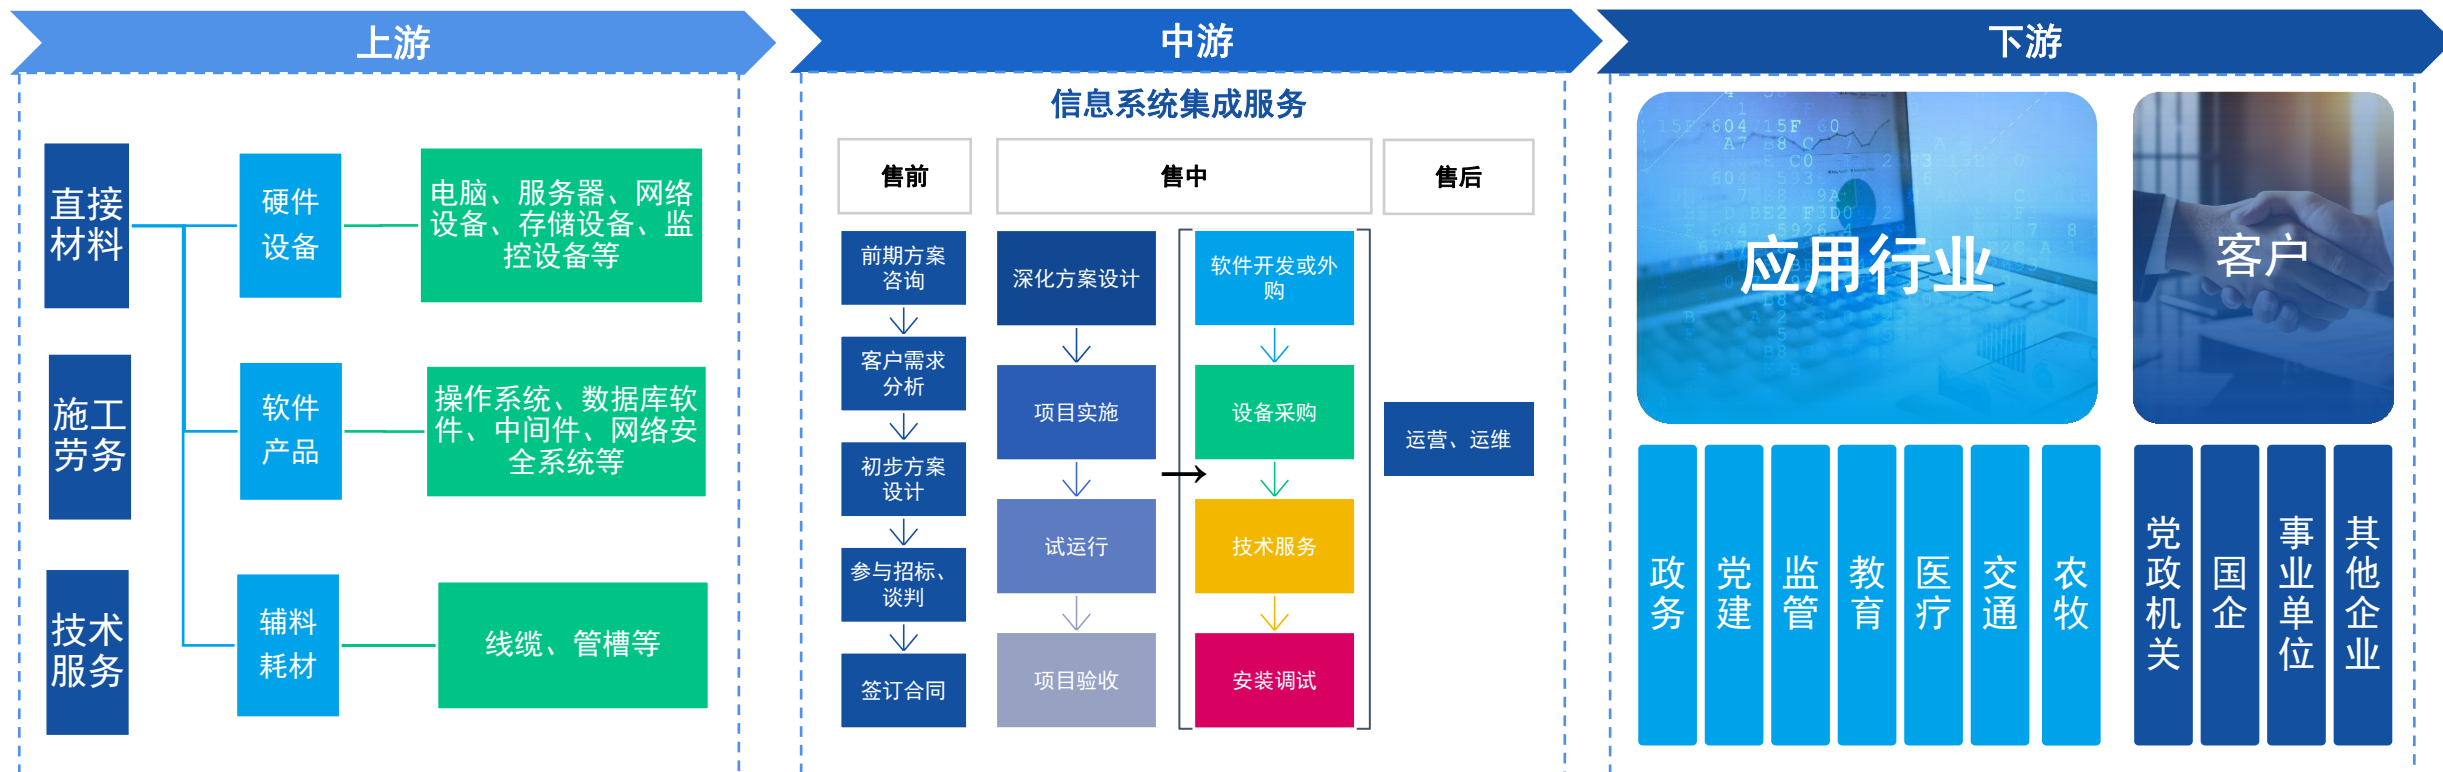 上游
直接
材料
硬件
设备
电脑、服务器、网络
设备、存储设备、监
控设备等
施工
劳务
软件
产品
操作系统、数据库软
件、中间件、网络安
全系统等
技术
服务
辅料
耗材
线缆、管槽等
中游
信息系统集成服务
售前
售中
售后
前期方案
咨询
客户需求
分析
初步方案
设计
参与招标、
谈判
签订合同
深化方案设计
项目实施
试运行
项目验收
软件开发或外
购
设备采购
技术服务
安装调试
运营、运维
下游
应用行业
客户
政务
党建
监管
教育
医疗
交通
农牧
党政机关
国企
事业单位
其他企业